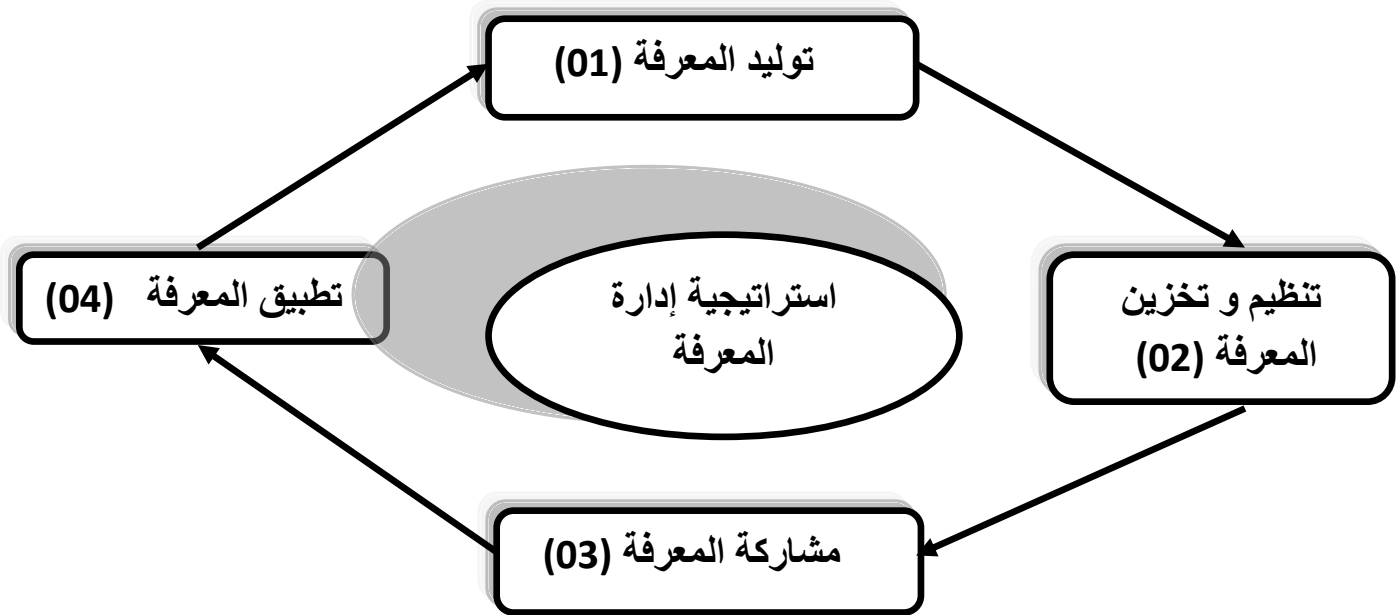 توليد المعرفة (01)
تنظيم و تخزين
المعرفة (02)
مشاركة المعرفة (03)
تطبيق المعرفة (04)
استراتيجية إدارة
المعرفة